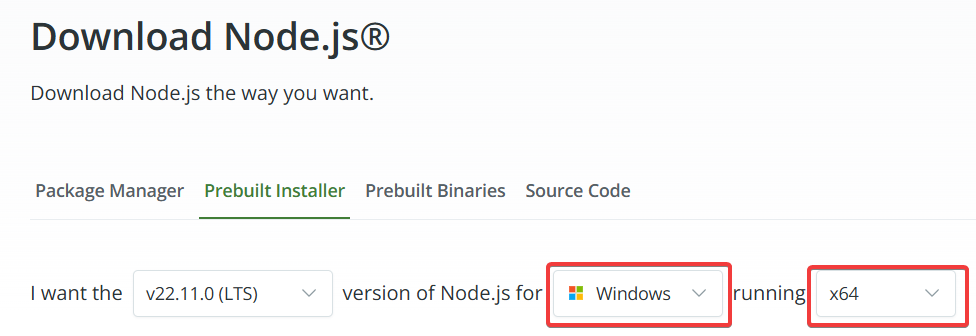 Download Node.js®
Download Node.js the way you want.
Package Manager Prebuilt Installer Prebuilt Binaries Source Code
I want the v22.11.0 (LTS) version of Node.js for Windows running x64